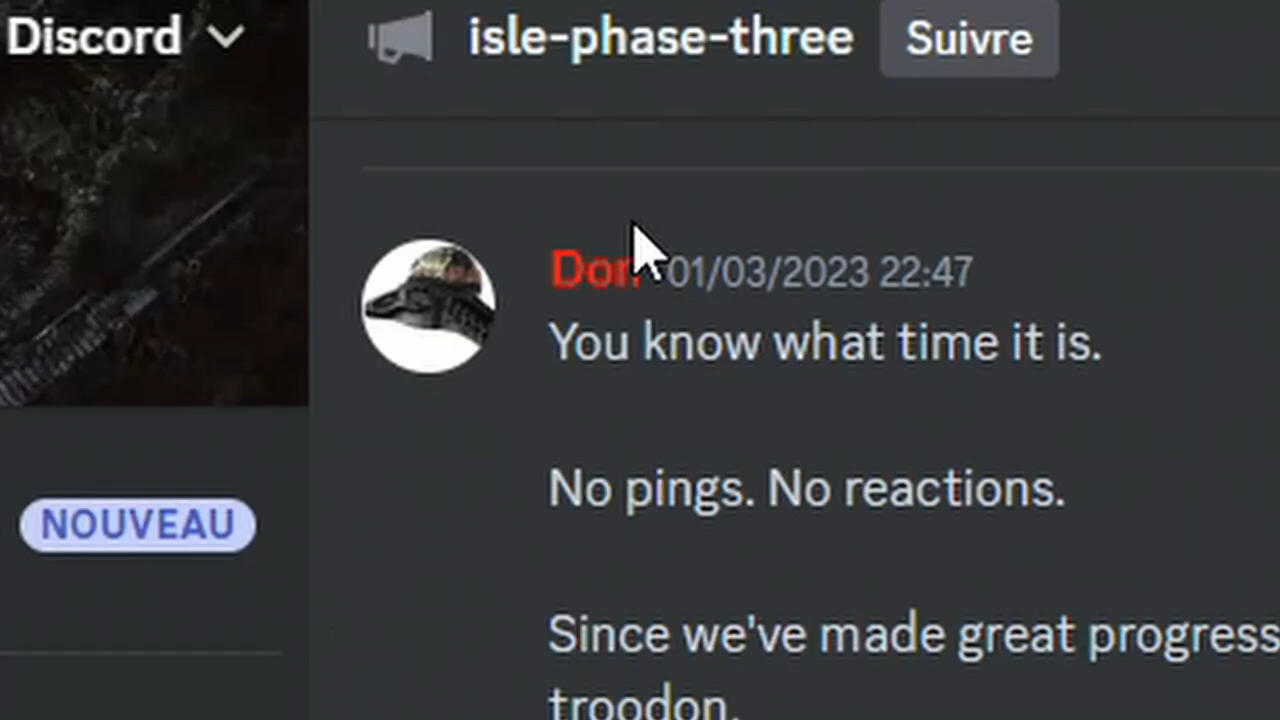 Discord
isle-phase-three Suivre
Don 01/03/2023 22:47
You know what time it is.
No pings. No reactions.
NOUVEAU
Since we've made great progress
troodon.